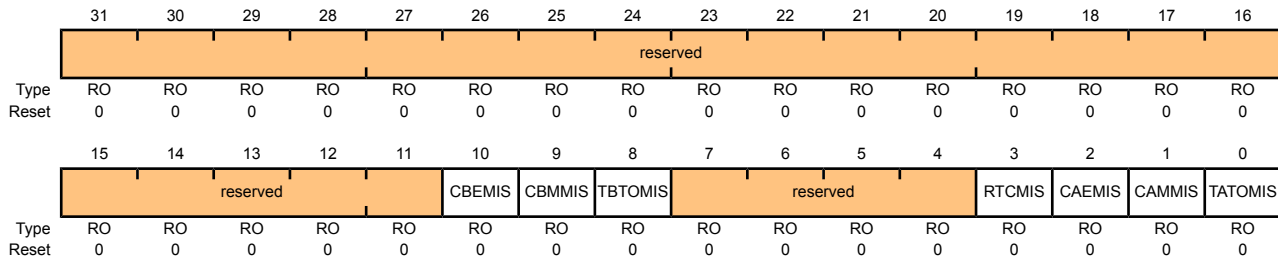 31 30 29 28 27 26 25 24 23 22 21 20 19 18 17 16
reserved
Type RO RO RO RO RO RO RO RO RO RO RO RO RO RO RO RO
Reset 0 0 0 0 0 0 0 0 0 0 0 0 0 0 0 0
15 14 13 12 11 10 9 8 7 6 5 4 3 2 1 0
reserved CBEMIS CBMMIS TBTOMIS reserved RTCMIS CAEMIS CAMMIS TATOMIS
Type RO RO RO RO RO RO RO RO RO RO RO RO RO RO RO RO
Reset 0 0 0 0 0 0 0 0 0 0 0 0 0 0 0 0